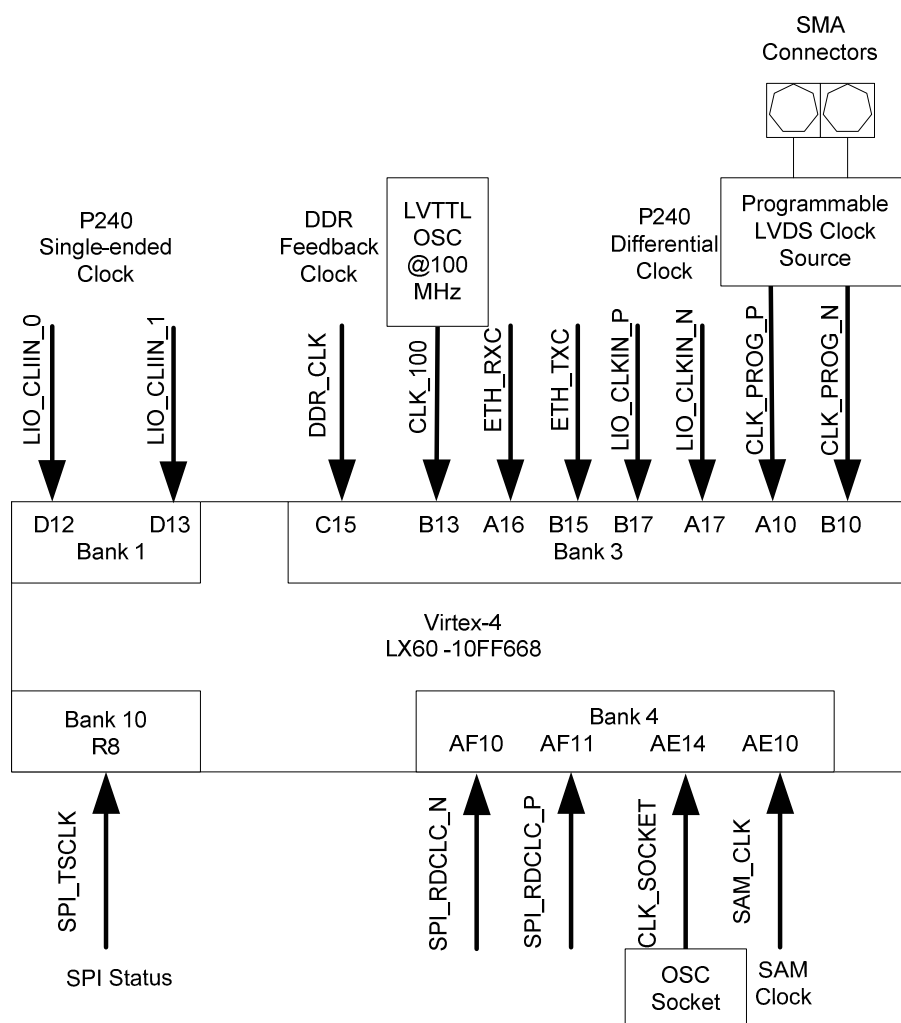 SMA
Connectors
P240
Single-ended
Clock
DDR
Feedback
Clock
LVTTL
OSC
@100
MHz
P240
Differential
Clock
Programmable
LVDS Clock
Source
LIO_CLIIN_0
LIO_CLIIN_1
DDR_CLK
CLK_100
ETH_RXC
ETH_TXC
LIO_CLKIN_P
LIO_CLKIN_N
CLK_PROG_P
CLK_PROG_N
D12
D13
Bank 1
C15
B13
A16
B15
B17
A17
A10
B10
Bank 3
Virtex-4
LX60 -10FF668
Bank 10
R8
Bank 4
AF10
AF11
AE14
AE10
SPI_TSCLK
SPI_RDCLC_N
SPI_RDCLC_P
CLK_SOCKET
SAM_CLK
SPI Status
OSC
Socket
SAM
Clock